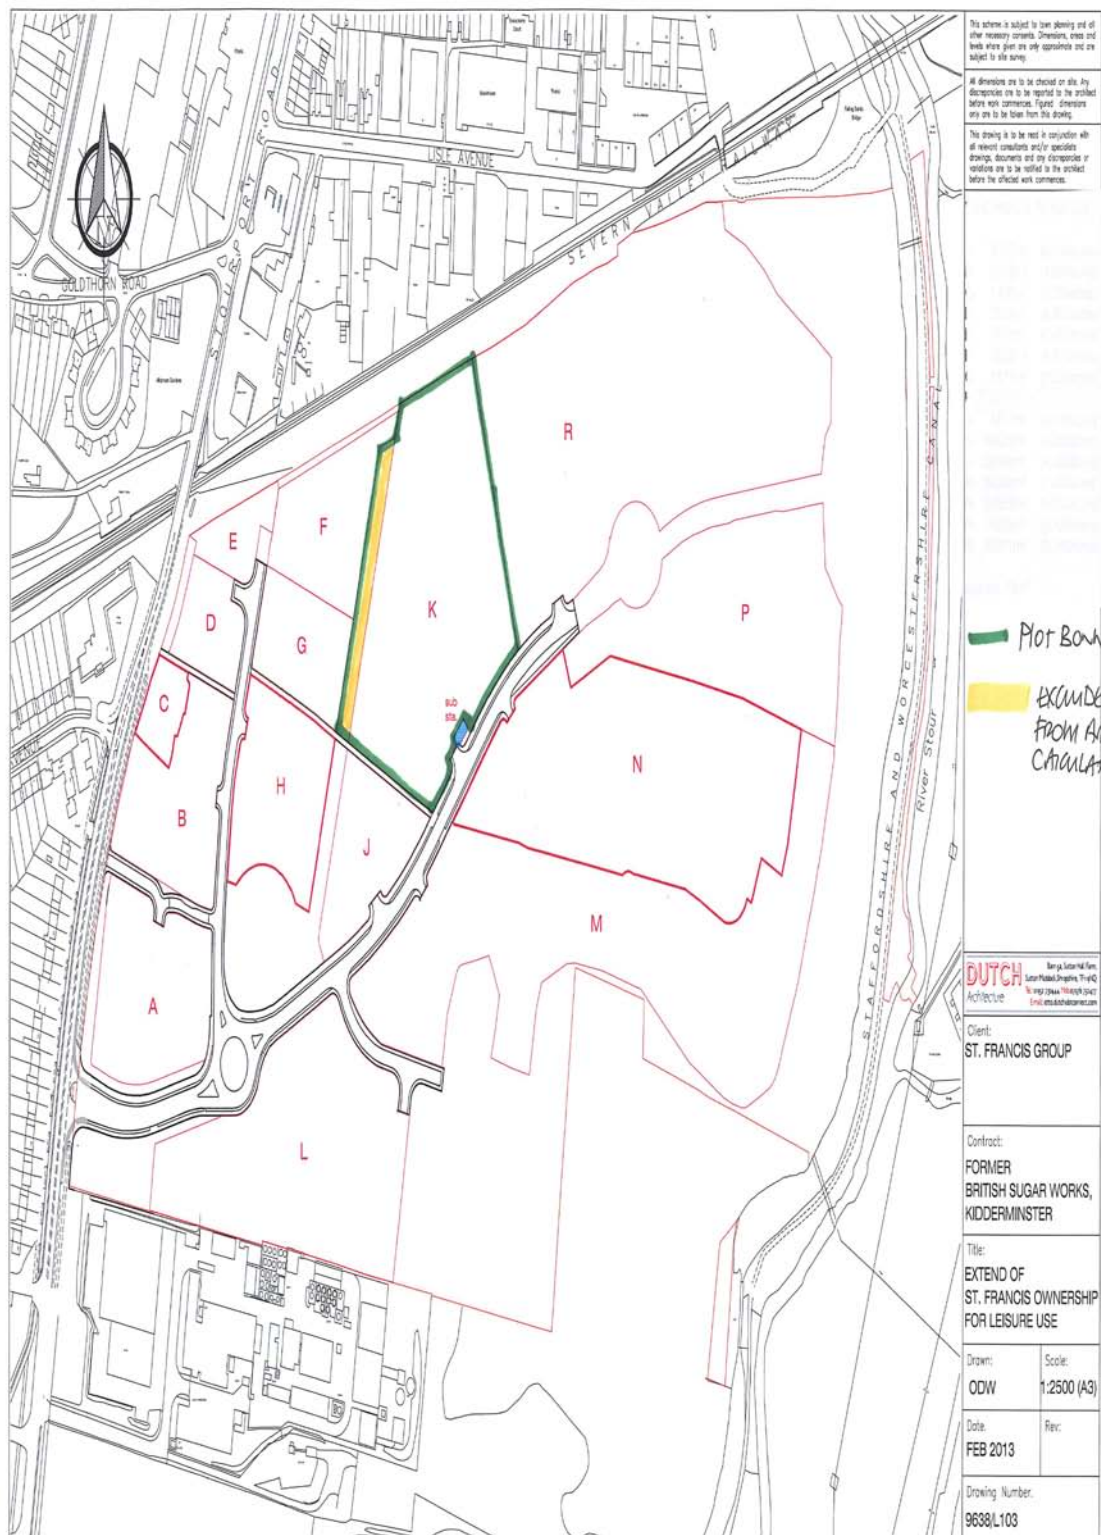 This scheme is subject to town planning and all
other necessary consents. Dimensions, areas and
levels where given are only approximate and are
subject to site survey.
All dimensions are to be checked on site. Any
discrepancies are to be reported to the architect
before work commences. Figured dimensions
only are to be taken from this drawing.
This drawing is to be read in conjunction with
all relevant consultants and/or specialists
drawings, documents and any discrepancies or
variations are to be notified to the architect
before the affected work commences.
LISLE AVENUE
SEVERN VALLEY RAILWAY
GOLDTHORN ROAD
STOURPORT ROAD
R
E
F
K
D
G
P
C
sub
sta.
H
N
B
J
M
A
L
STAFFORDSHIRE AND WORCESTERSHIRE CANAL
River Stour
Plot Boun
EXCLUDE
FROM AR
CALCULAT
DUTCH
Architecture
Client:
ST. FRANCIS GROUP
Contract:
FORMER
BRITISH SUGAR WORKS,
KIDDERMINSTER
Title:
EXTEND OF
ST. FRANCIS OWNERSHIP
FOR LEISURE USE
Drawn:
ODW
Scale:
1:2500 (A3)
Date:
FEB 2013
Rev:
Drawing Number.
9638/L103